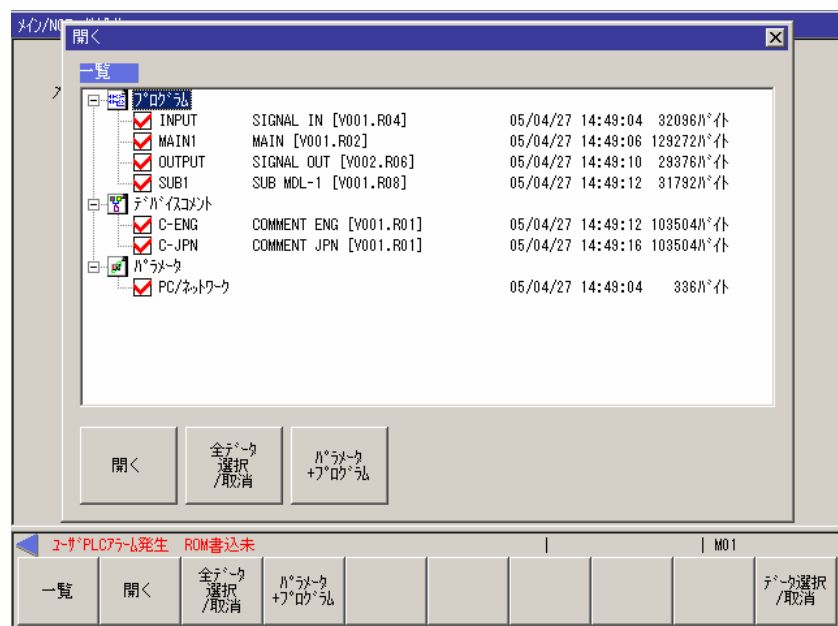 ﾒｲﾝ/NC
開く
一覧
ﾌﾟﾛｸﾞﾗﾑ
INPUT SIGNAL IN [V001.R04] 05/04/27 14:49:04 32096ﾊﾞｲﾄ
MAIN1 MAIN [V001.R02] 05/04/27 14:49:06 129272ﾊﾞｲﾄ
OUTPUT SIGNAL OUT [V002.R06] 05/04/27 14:49:10 29376ﾊﾞｲﾄ
SUB1 SUB MDL-1 [V001.R08] 05/04/27 14:49:12 31792ﾊﾞｲﾄ
ﾃﾞﾊﾞｲｽｺﾒﾝﾄ
C-ENG COMMENT ENG [V001.R01] 05/04/27 14:49:12 103504ﾊﾞｲﾄ
C-JPN COMMENT JPN [V001.R01] 05/04/27 14:49:16 103504ﾊﾞｲﾄ
ﾊﾟﾗﾒｰﾀ
PC/ﾈｯﾄﾜｰｸ 05/04/27 14:49:04 336ﾊﾞｲﾄ
開く
全ﾃﾞｰﾀ
選択
/取消
ﾊﾟﾗﾒｰﾀ
+ﾌﾟﾛｸﾞﾗﾑ
ﾕｰｻﾞPLCｱﾗｰﾑ発生 ROM書込未 M01
一覧
開く
全ﾃﾞｰﾀ
選択
/取消
ﾊﾟﾗﾒｰﾀ
+ﾌﾟﾛｸﾞﾗﾑ
ﾃﾞｰﾀ選択
/取消